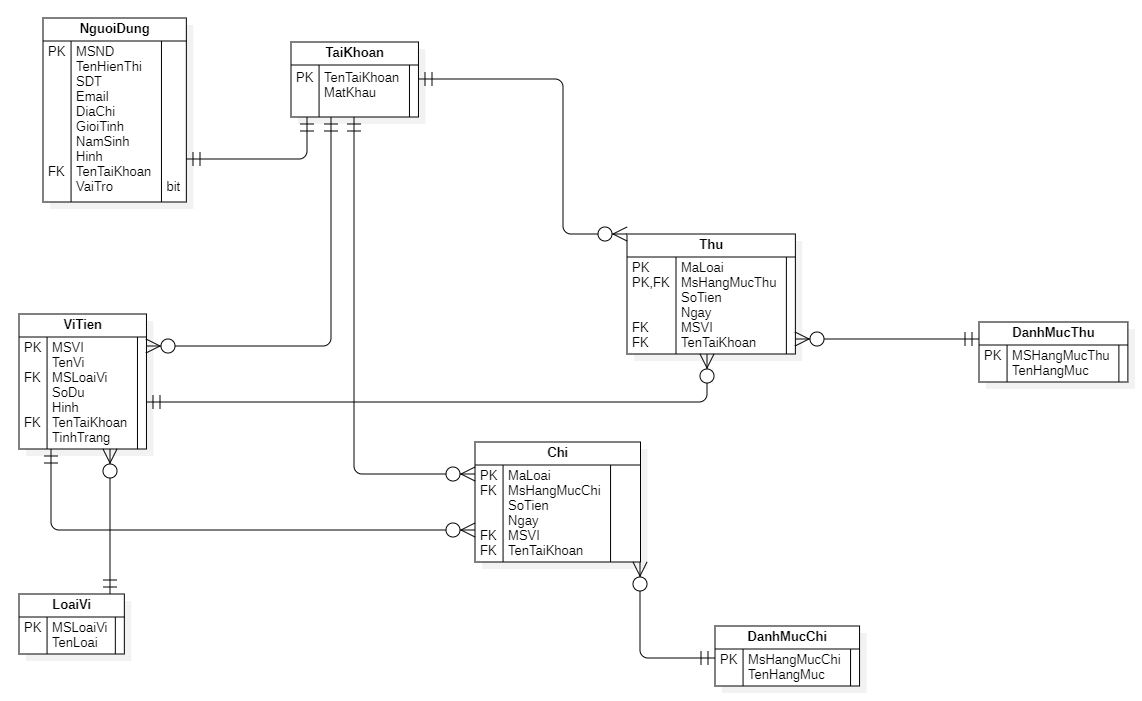 NguoiDung
PK MSND
TenHienThi
SDT
Email
DiaChi
GioiTinh
NamSinh
Hinh
FK TenTaiKhoan
VaiTro bit
TaiKhoan
PK TenTaiKhoan
MatKhau
Thu
PK MaLoai
PK,FK MsHangMucThu
SoTien
Ngay
FK MSVI
FK TenTaiKhoan
DanhMucThu
PK MSHangMucThu
TenHangMuc
ViTien
PK MSVI
TenVi
FK MSLoaiVi
SoDu
Hinh
FK TenTaiKhoan
TinhTrang
Chi
PK MaLoai
FK MsHangMucChi
SoTien
Ngay
FK MSVI
FK TenTaiKhoan
LoaiVi
PK MSLoaiVi
TenLoai
DanhMucChi
PK MsHangMucChi
TenHangMuc